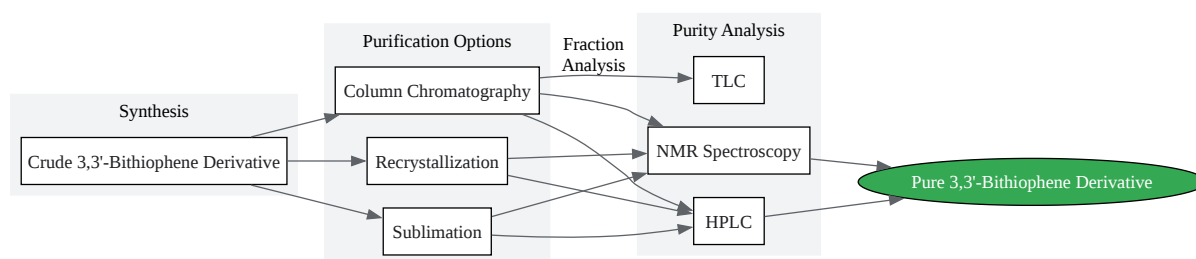 Synthesis
Crude 3,3'-Bithiophene Derivative
Purification Options
Column Chromatography
Recrystallization
Sublimation
Fraction
Analysis
Purity Analysis
TLC
NMR Spectroscopy
HPLC
Pure 3,3'-Bithiophene Derivative